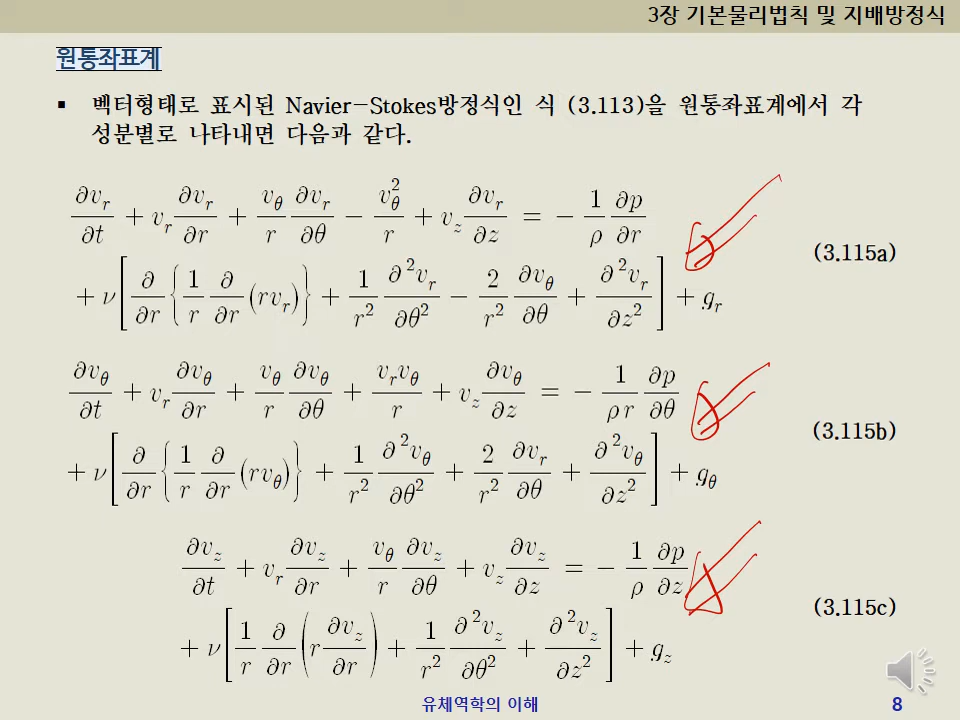 3장 기본물리법칙 및 지배방정식
원통좌표계
▪ 벡터형태로 표시된 Navier-Stokes방정식인 식 (3.113)을 원통좌표계에서 각
성분별로 나타내면 다음과 같다.
∂v_r/∂t + v_r ∂v_r/∂r + v_θ/r ∂v_r/∂θ − v_θ²/r + v_z ∂v_r/∂z = − 1/ρ ∂p/∂r
+ ν[∂/∂r {1/r ∂/∂r (rv_r)} + 1/r² ∂²v_r/∂θ² − 2/r² ∂v_θ/∂θ + ∂²v_r/∂z²] + g_r (3.115a)
∂v_θ/∂t + v_r ∂v_θ/∂r + v_θ/r ∂v_θ/∂θ + v_r v_θ/r + v_z ∂v_θ/∂z = − 1/ρr ∂p/∂θ
+ ν[∂/∂r {1/r ∂/∂r (rv_θ)} + 1/r² ∂²v_θ/∂θ² + 2/r² ∂v_r/∂θ + ∂²v_θ/∂z²] + g_θ (3.115b)
∂v_z/∂t + v_r ∂v_z/∂r + v_θ/r ∂v_z/∂θ + v_z ∂v_z/∂z = − 1/ρ ∂p/∂z
+ ν[1/r ∂/∂r (r ∂v_z/∂r) + 1/r² ∂²v_z/∂θ² + ∂²v_z/∂z²] + g_z (3.115c)
유체역학의 이해
8